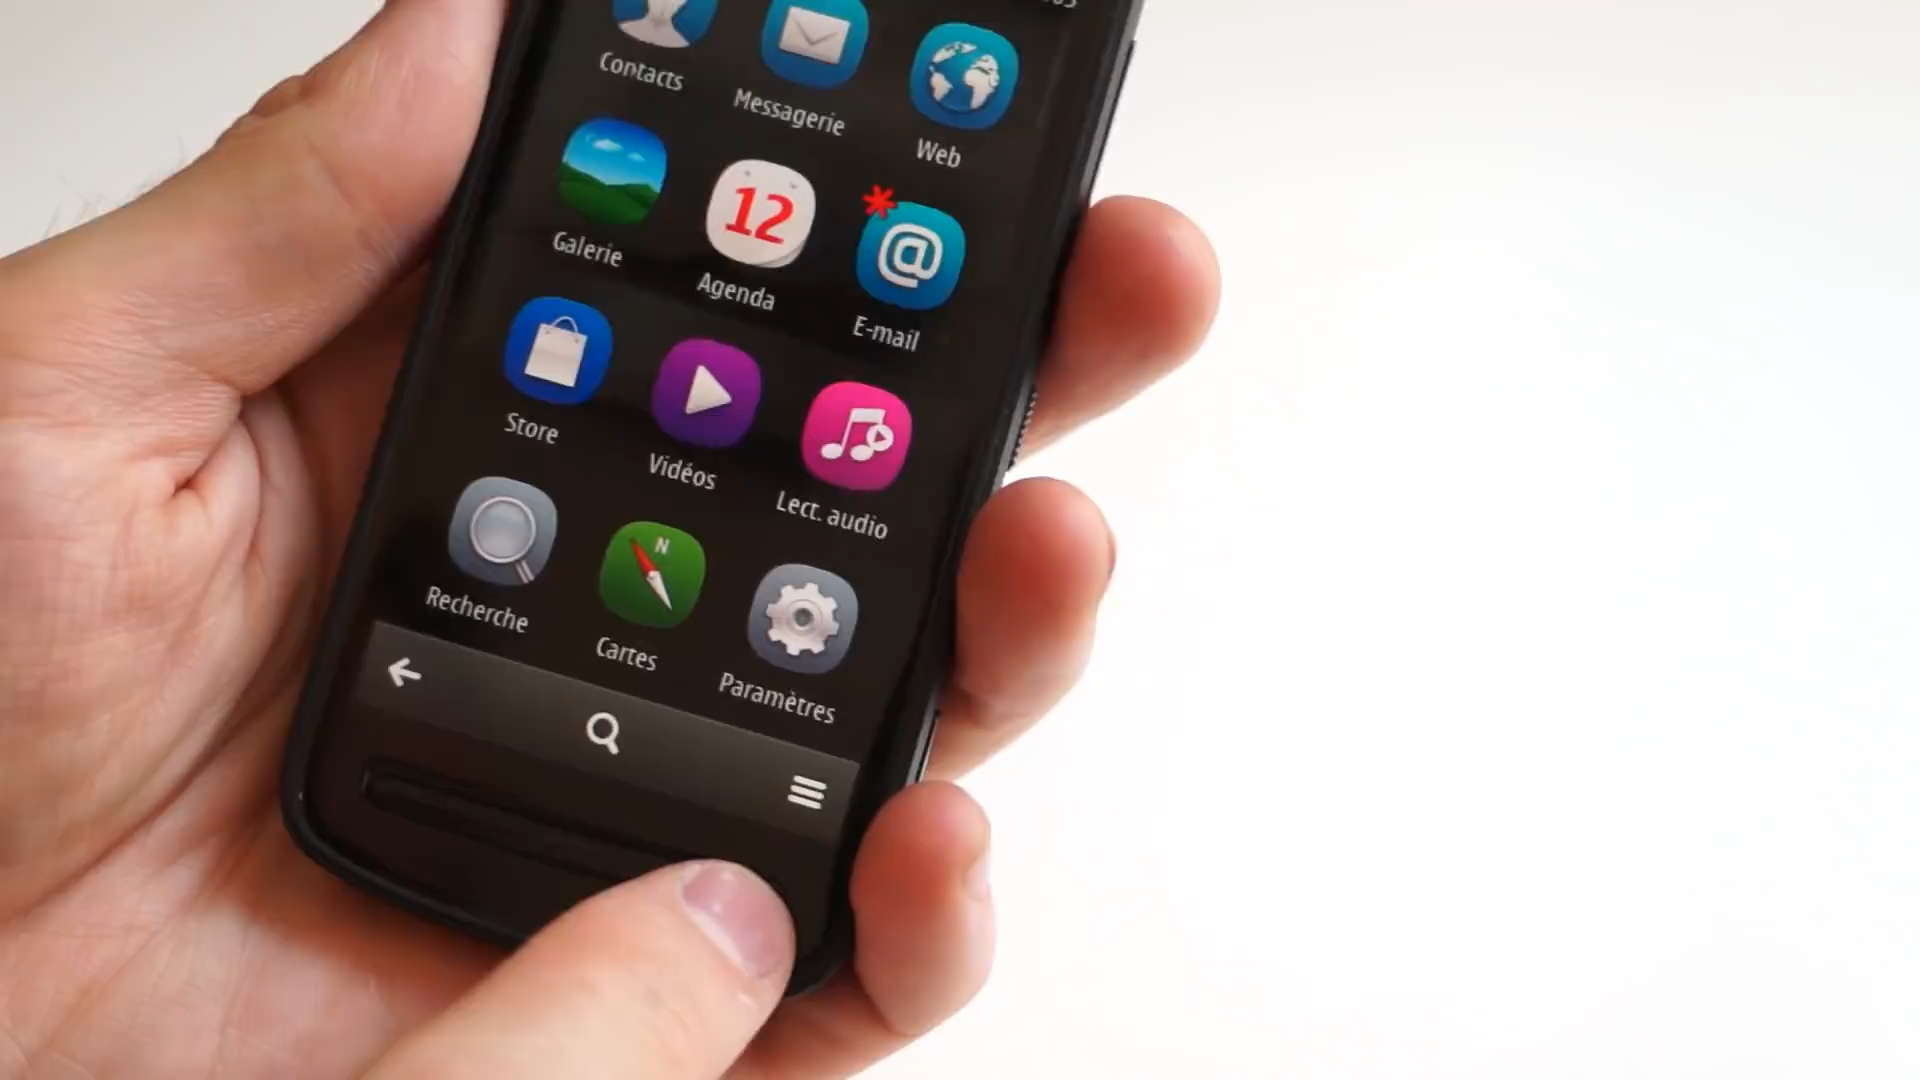 Contacts
Messagerie
Web
Galerie
12
Agenda
@
E-mail
Store
Vidéos
Lect. audio
Recherche
N
Cartes
Paramètres